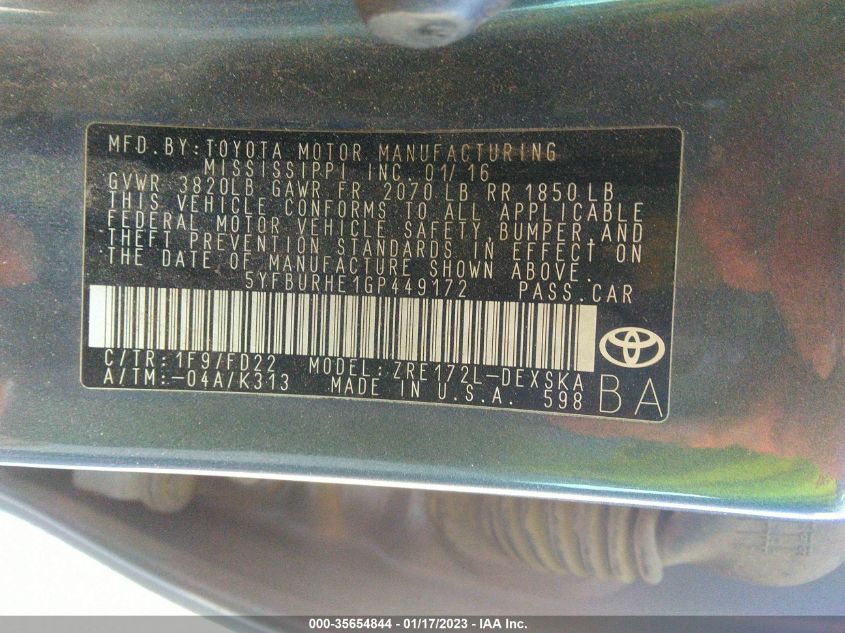 MFD.BY:TOYOTA MOTOR MANUFACTURING
MISSISSIPPI INC. 01/16
GVWR 3820LB GAWR FR 2070 LB RR 1850 LB
THIS VEHICLE CONFORMS TO ALL APPLICABLE
FEDERAL MOTOR VEHICLE SAFETY, BUMPER AND
THEFT PREVENTION STANDARDS IN EFFECT ON
THE DATE OF MANUFACTURE SHOWN ABOVE.
5YFBURHE1GP449172 PASS.CAR
C/TR:1F9/FD22 MODEL:ZRE172L-DEXSKA
A/TM:-04A/K313 MADE IN U.S.A. 598 BA
000-35654844 - 01/17/2023 - IAA Inc.